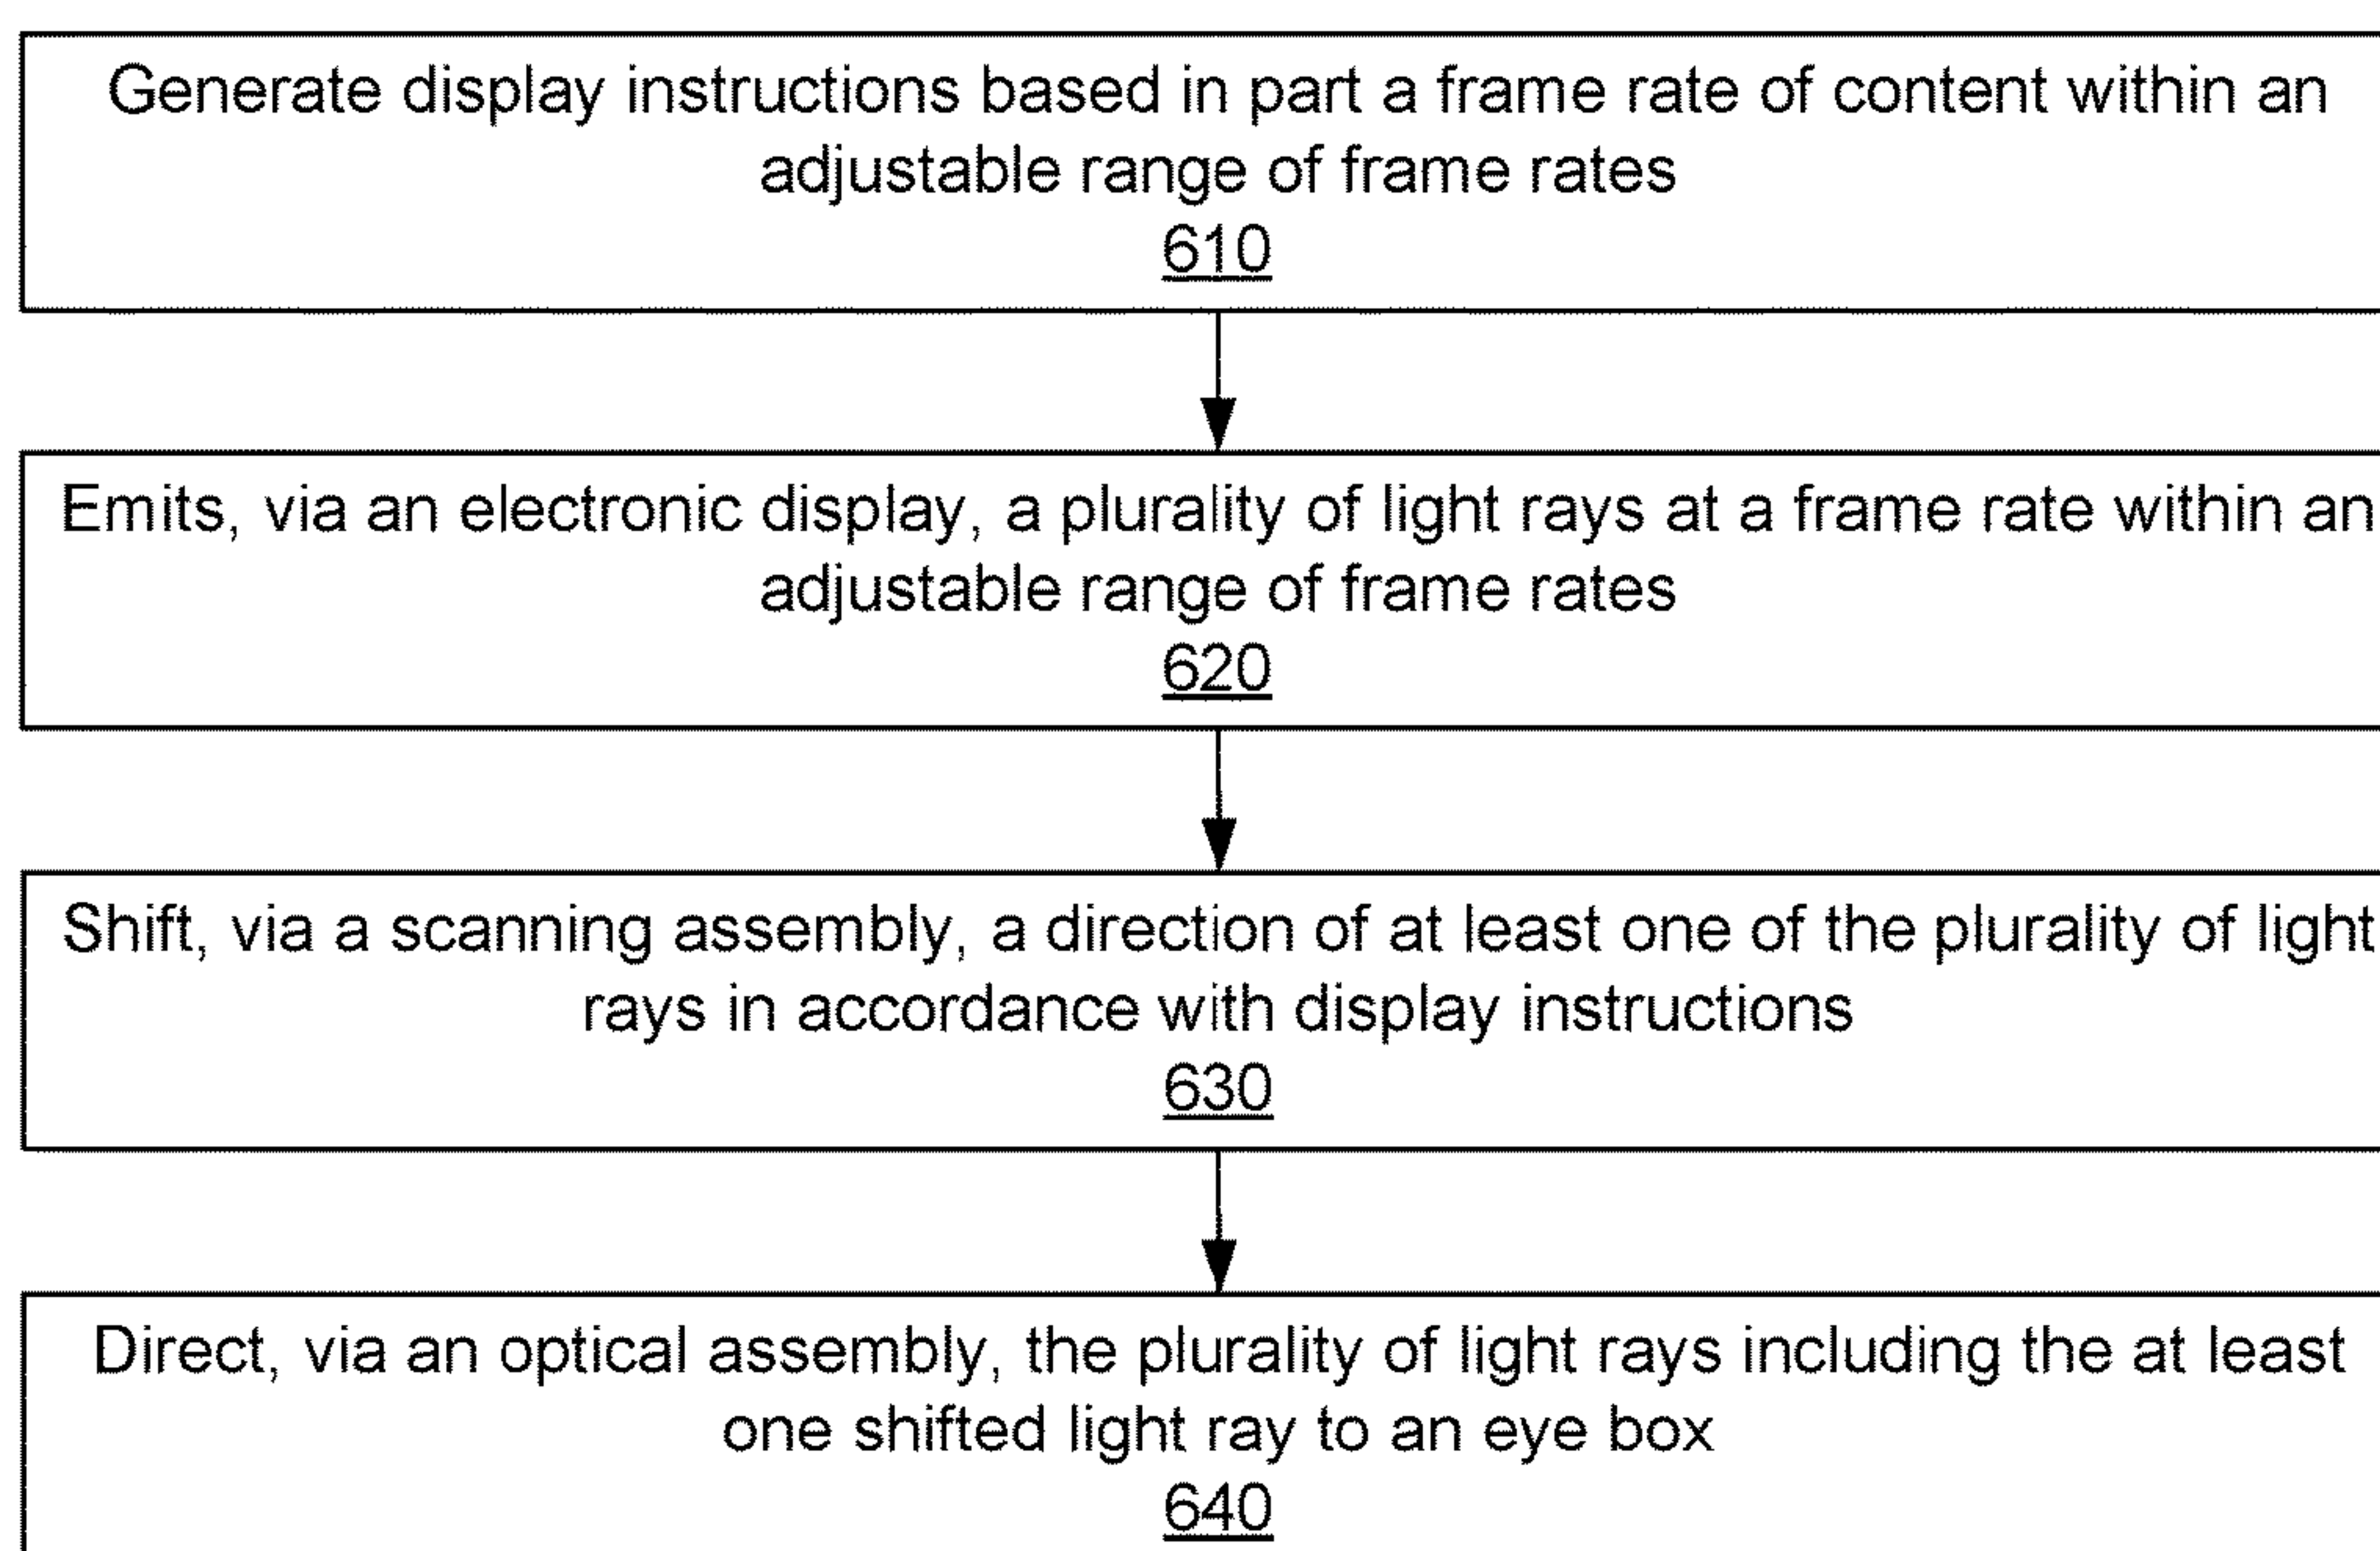 Generate display instructions based in part a frame rate of content within an
adjustable range of frame rates
610
Emits, via an electronic display, a plurality of light rays at a frame rate within an
adjustable range of frame rates
620
Shift, via a scanning assembly, a direction of at least one of the plurality of light
rays in accordance with display instructions
630
Direct, via an optical assembly, the plurality of light rays including the at least
one shifted light ray to an eye box
640